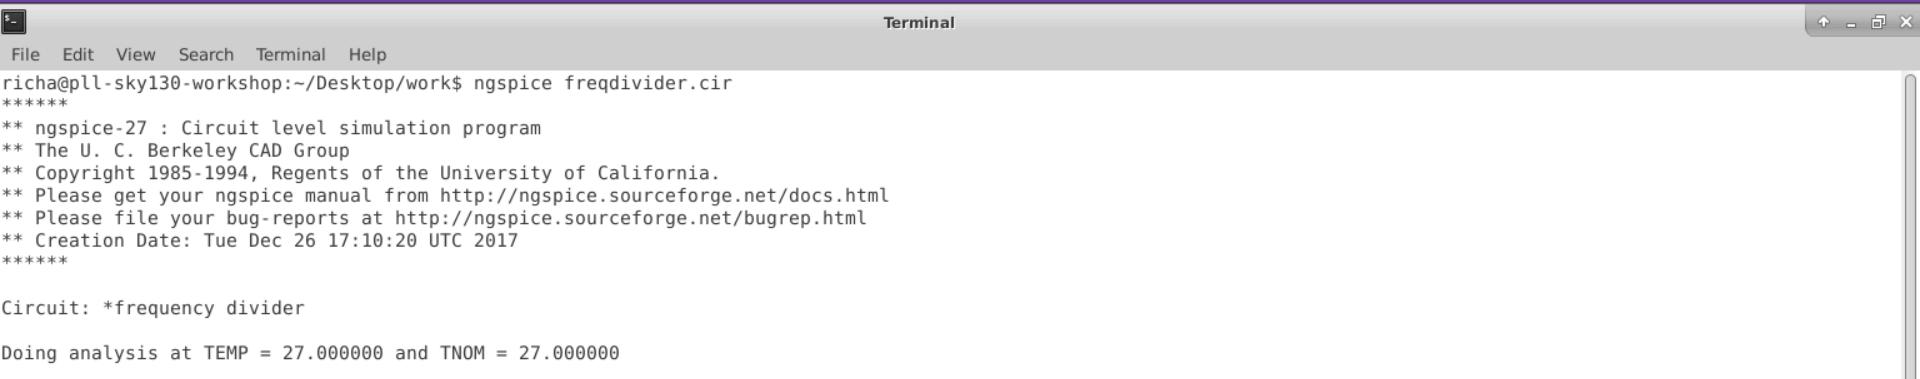 Terminal
File Edit View Search Terminal Help
richa@pll-sky130-workshop:~/Desktop/work$ ngspice freqdivider.cir
******
** ngspice-27 : Circuit level simulation program
** The U. C. Berkeley CAD Group
** Copyright 1985-1994, Regents of the University of California.
** Please get your ngspice manual from http://ngspice.sourceforge.net/docs.html
** Please file your bug-reports at http://ngspice.sourceforge.net/bugrep.html
** Creation Date: Tue Dec 26 17:10:20 UTC 2017
******
Circuit: *frequency divider
Doing analysis at TEMP = 27.000000 and TNOM = 27.000000